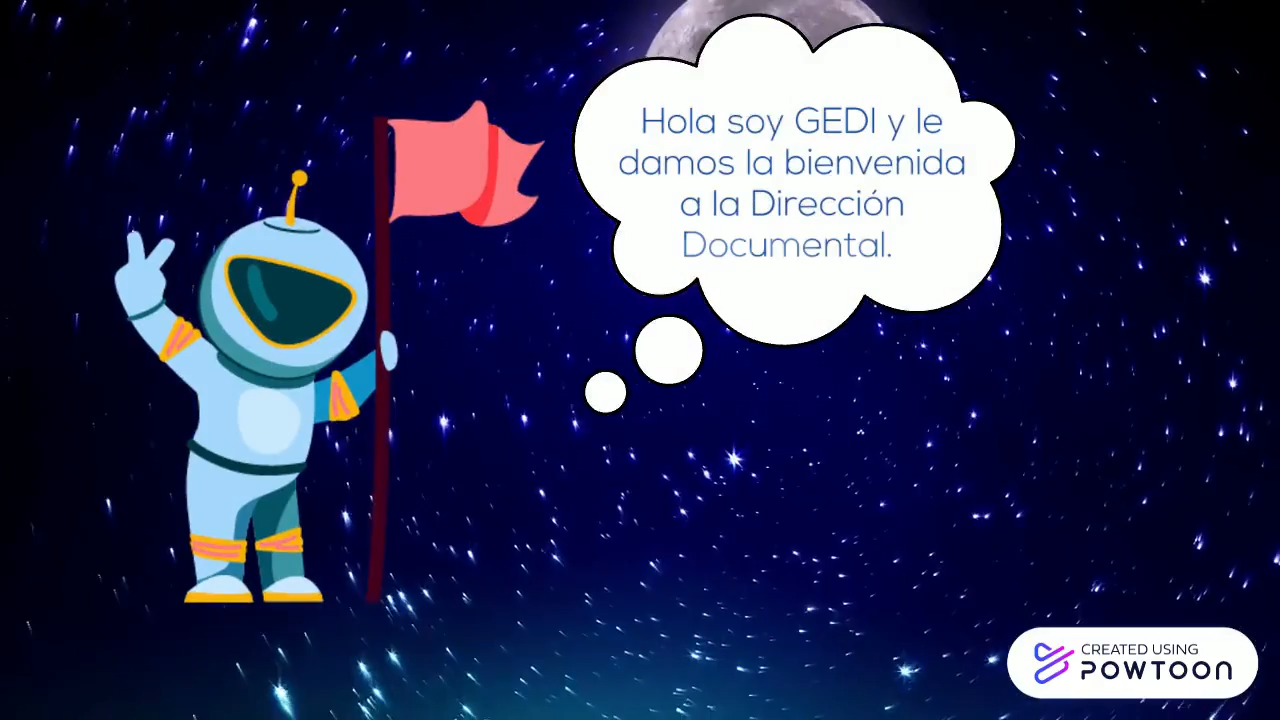 Hola soy GEDI y le
damos la bienvenida
a la Dirección
Documental.
CREATED USING
POWTOON